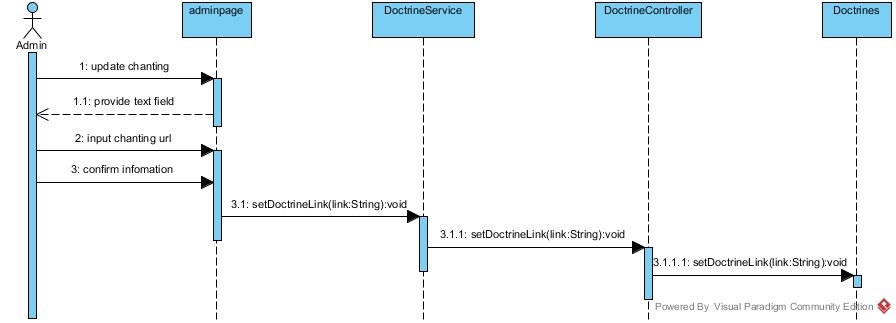 adminpage
DoctrineService
DoctrineController
Doctrines
Admin
1: update chanting
1.1: provide text field
2: input chanting url
3: confirm infomation
3.1: setDoctrineLink(link:String):void
3.1.1: setDoctrineLink(link:String):void
3.1.1.1: setDoctrineLink(link:String):void
Powered By Visual Paradigm Community Edition